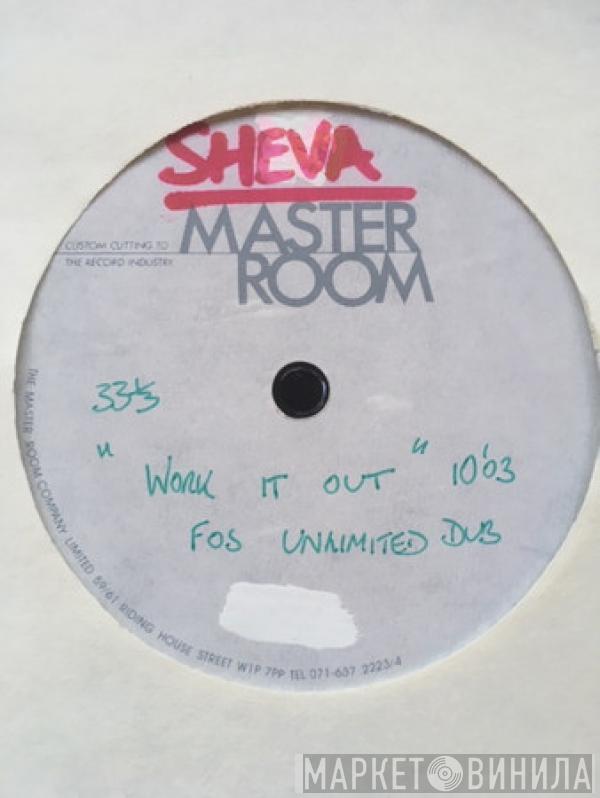 SHEVA
CUSTOM CUTTING TO
THE RECORD INDUSTRY
MASTER
ROOM
33⅓
" WORK IT OUT " 10'03
FOS UNLIMITED DUB
THE MASTER ROOM COMPANY LIMITED 59/61 RIDING HOUSE STREET W1P 7PP TEL 071-637 2223/4
МАРКЕТ ВИНИЛА